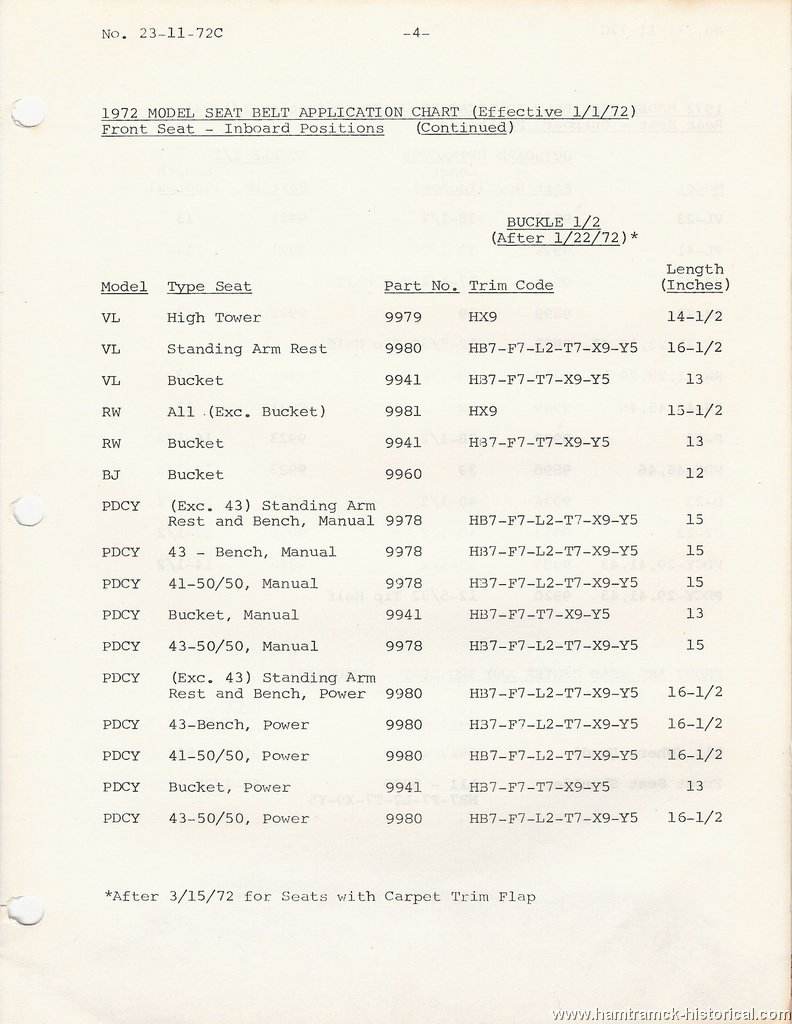 No. 23-11-72C -4-
1972 MODEL SEAT BELT APPLICATION CHART (Effective 1/1/72)
Front Seat - Inboard Positions (Continued)
BUCKLE 1/2
(After 1/22/72)*
Length
Model Type Seat Part No. Trim Code (Inches)
VL High Tower 9979 HX9 14-1/2
VL Standing Arm Rest 9980 HB7-F7-L2-T7-X9-Y5 16-1/2
VL Bucket 9941 HB7-F7-T7-X9-Y5 13
RW All (Exc. Bucket) 9981 HX9 15-1/2
RW Bucket 9941 HB7-F7-T7-X9-Y5 13
BJ Bucket 9960 12
PDCY (Exc. 43) Standing Arm
Rest and Bench, Manual 9978 HB7-F7-L2-T7-X9-Y5 15
PDCY 43 - Bench, Manual 9978 HB7-F7-L2-T7-X9-Y5 15
PDCY 41-50/50, Manual 9978 HB7-F7-L2-T7-X9-Y5 15
PDCY Bucket, Manual 9941 HB7-F7-T7-X9-Y5 13
PDCY 43-50/50, Manual 9978 HB7-F7-L2-T7-X9-Y5 15
PDCY (Exc. 43) Standing Arm
Rest and Bench, Power 9980 HB7-F7-L2-T7-X9-Y5 16-1/2
PDCY 43-Bench, Power 9980 HB7-F7-L2-T7-X9-Y5 16-1/2
PDCY 41-50/50, Power 9980 HB7-F7-L2-T7-X9-Y5 16-1/2
PDCY Bucket, Power 9941 HB7-F7-T7-X9-Y5 13
PDCY 43-50/50, Power 9980 HB7-F7-L2-T7-X9-Y5 16-1/2
*After 3/15/72 for Seats with Carpet Trim Flap
www.hamtramck-historical.com